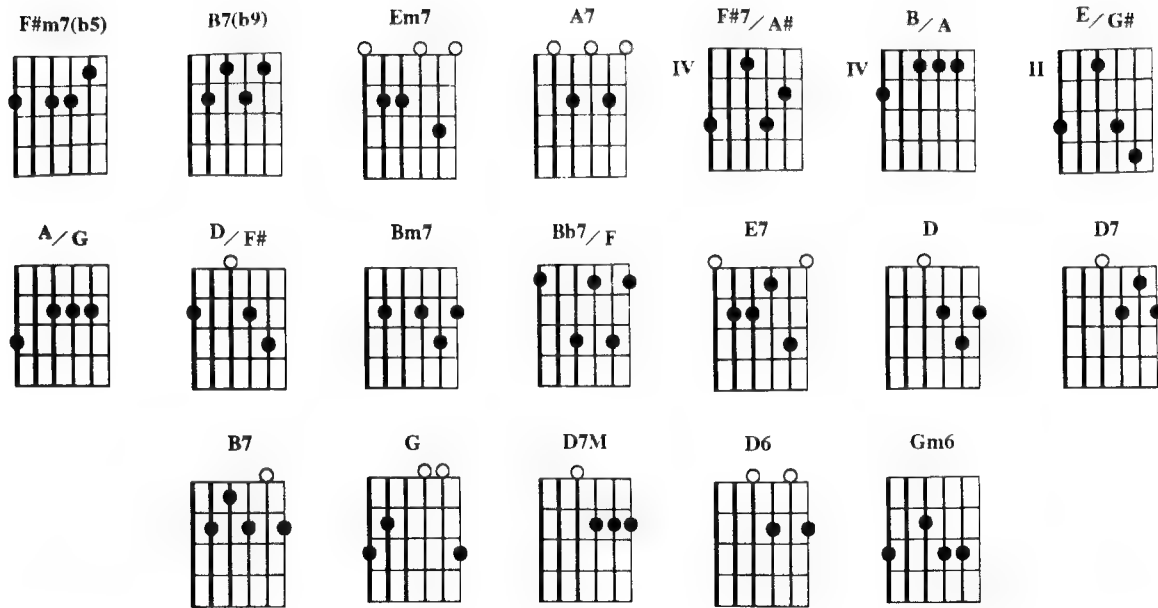 F#m7(b5) B7(b9) Em7 A7 F#7/A# B/A E/G#
IV IV II
A/G D/F# Bm7 Bb7/F E7 D D7
B7 G D7M D6 Gm6